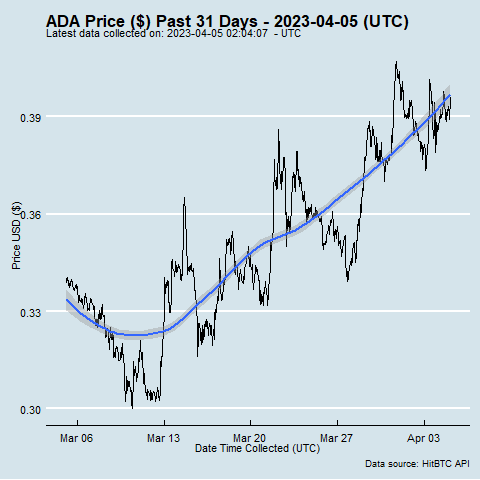 ADA Price ($) Past 31 Days - 2023-04-05 (UTC)
Latest data collected on: 2023-04-05 02:04:07 - UTC
0.39
0.36
0.33
0.30
Price USD ($)
Mar 06 Mar 13 Mar 20 Mar 27 Apr 03
Date Time Collected (UTC)
Data source: HitBTC API